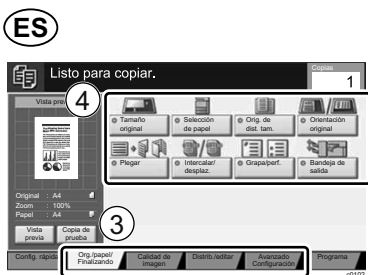 ES
Listo para copiar.
Copias
1
Vista pre
4
Tamaño original
Selección de papel
Orig. de dist. tam.
Orientación original
Plegar
Intercalar/ desplaz.
Grapa/perf.
Bandeja de salida
Original : A4
Zoom : 100%
Papel : A4
Vista previa
Copia de prueba
3
Config. rápida
Org./papel/ Finalizando
Calidad de imagen
Distrib./editar
Avanzado Configuración
Programa
c0102